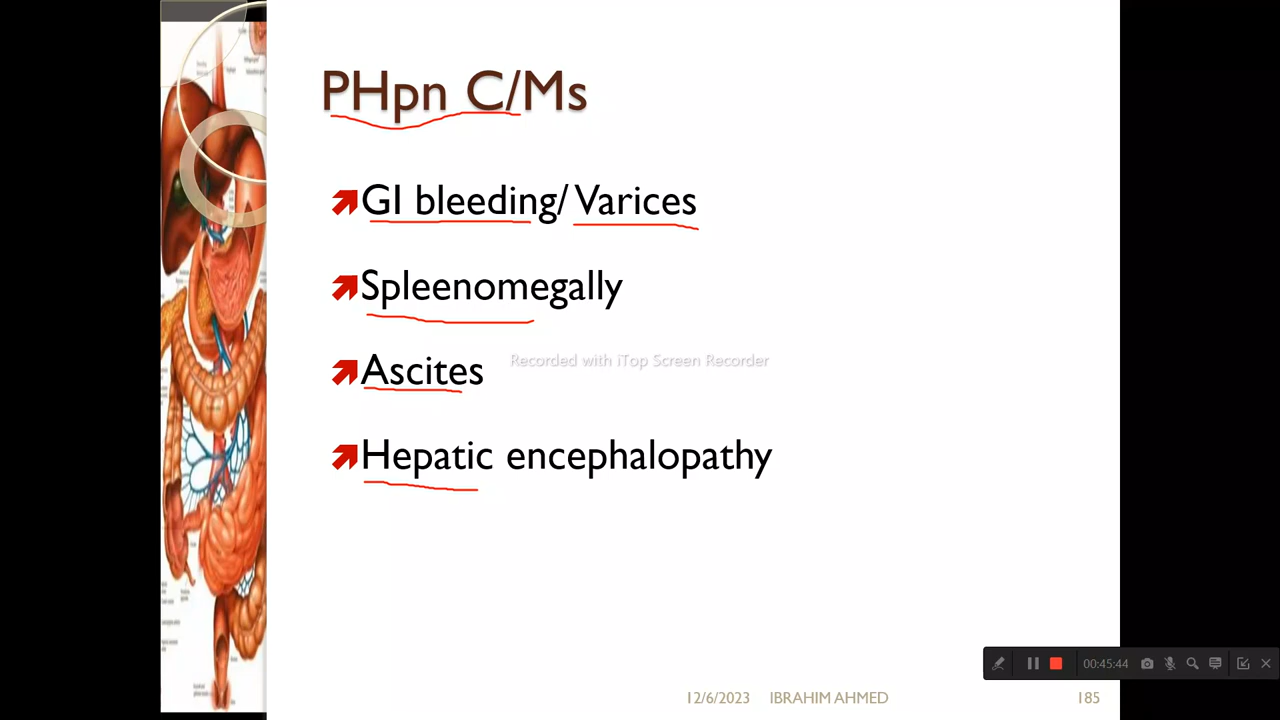 PHpn C/Ms
GI bleeding/ Varices
Spleenomegally
Ascites
Recorded with iTop Screen Recorder
Hepatic encephalopathy
00:45:44
12/6/2023 IBRAHIM AHMED 185